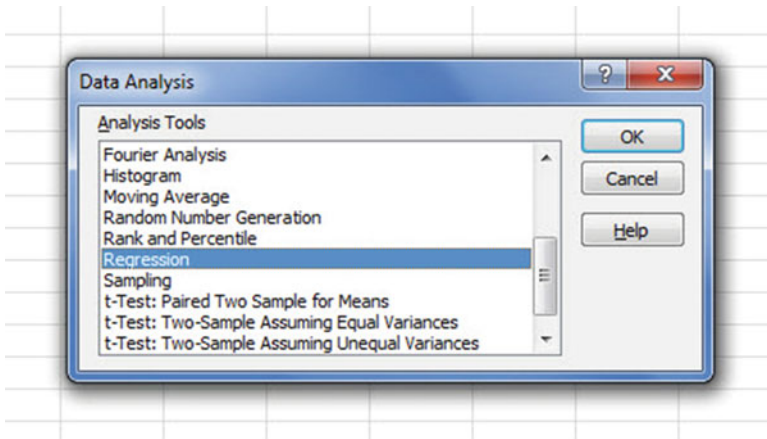 Data Analysis
Analysis Tools
Fourier Analysis
Histogram
Moving Average
Random Number Generation
Rank and Percentile
Regression
Sampling
t-Test: Paired Two Sample for Means
t-Test: Two-Sample Assuming Equal Variances
t-Test: Two-Sample Assuming Unequal Variances
OK
Cancel
Help